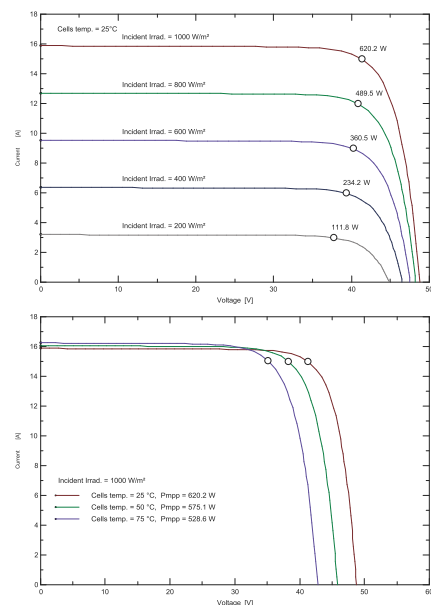 18
Cells temp. = 25°C
Incident Irrad. = 1000 W/m²
620.2 W
16
14
Incident Irrad. = 800 W/m²
489.5 W
12
10
Incident Irrad. = 600 W/m²
360.5 W
8
Incident Irrad. = 400 W/m²
234.2 W
6
4
Incident Irrad. = 200 W/m²
111.8 W
2
0
Current [A]
0 10 20 30 40 50
Voltage [V]
18
16
14
12
10
8
6
4
2
0
Current [A]
Incident Irrad. = 1000 W/m²
Cells temp. = 25 °C, Pmpp = 620.2 W
Cells temp. = 50 °C, Pmpp = 575.1 W
Cells temp. = 75 °C, Pmpp = 528.6 W
0 10 20 30 40 50 60
Voltage [V]